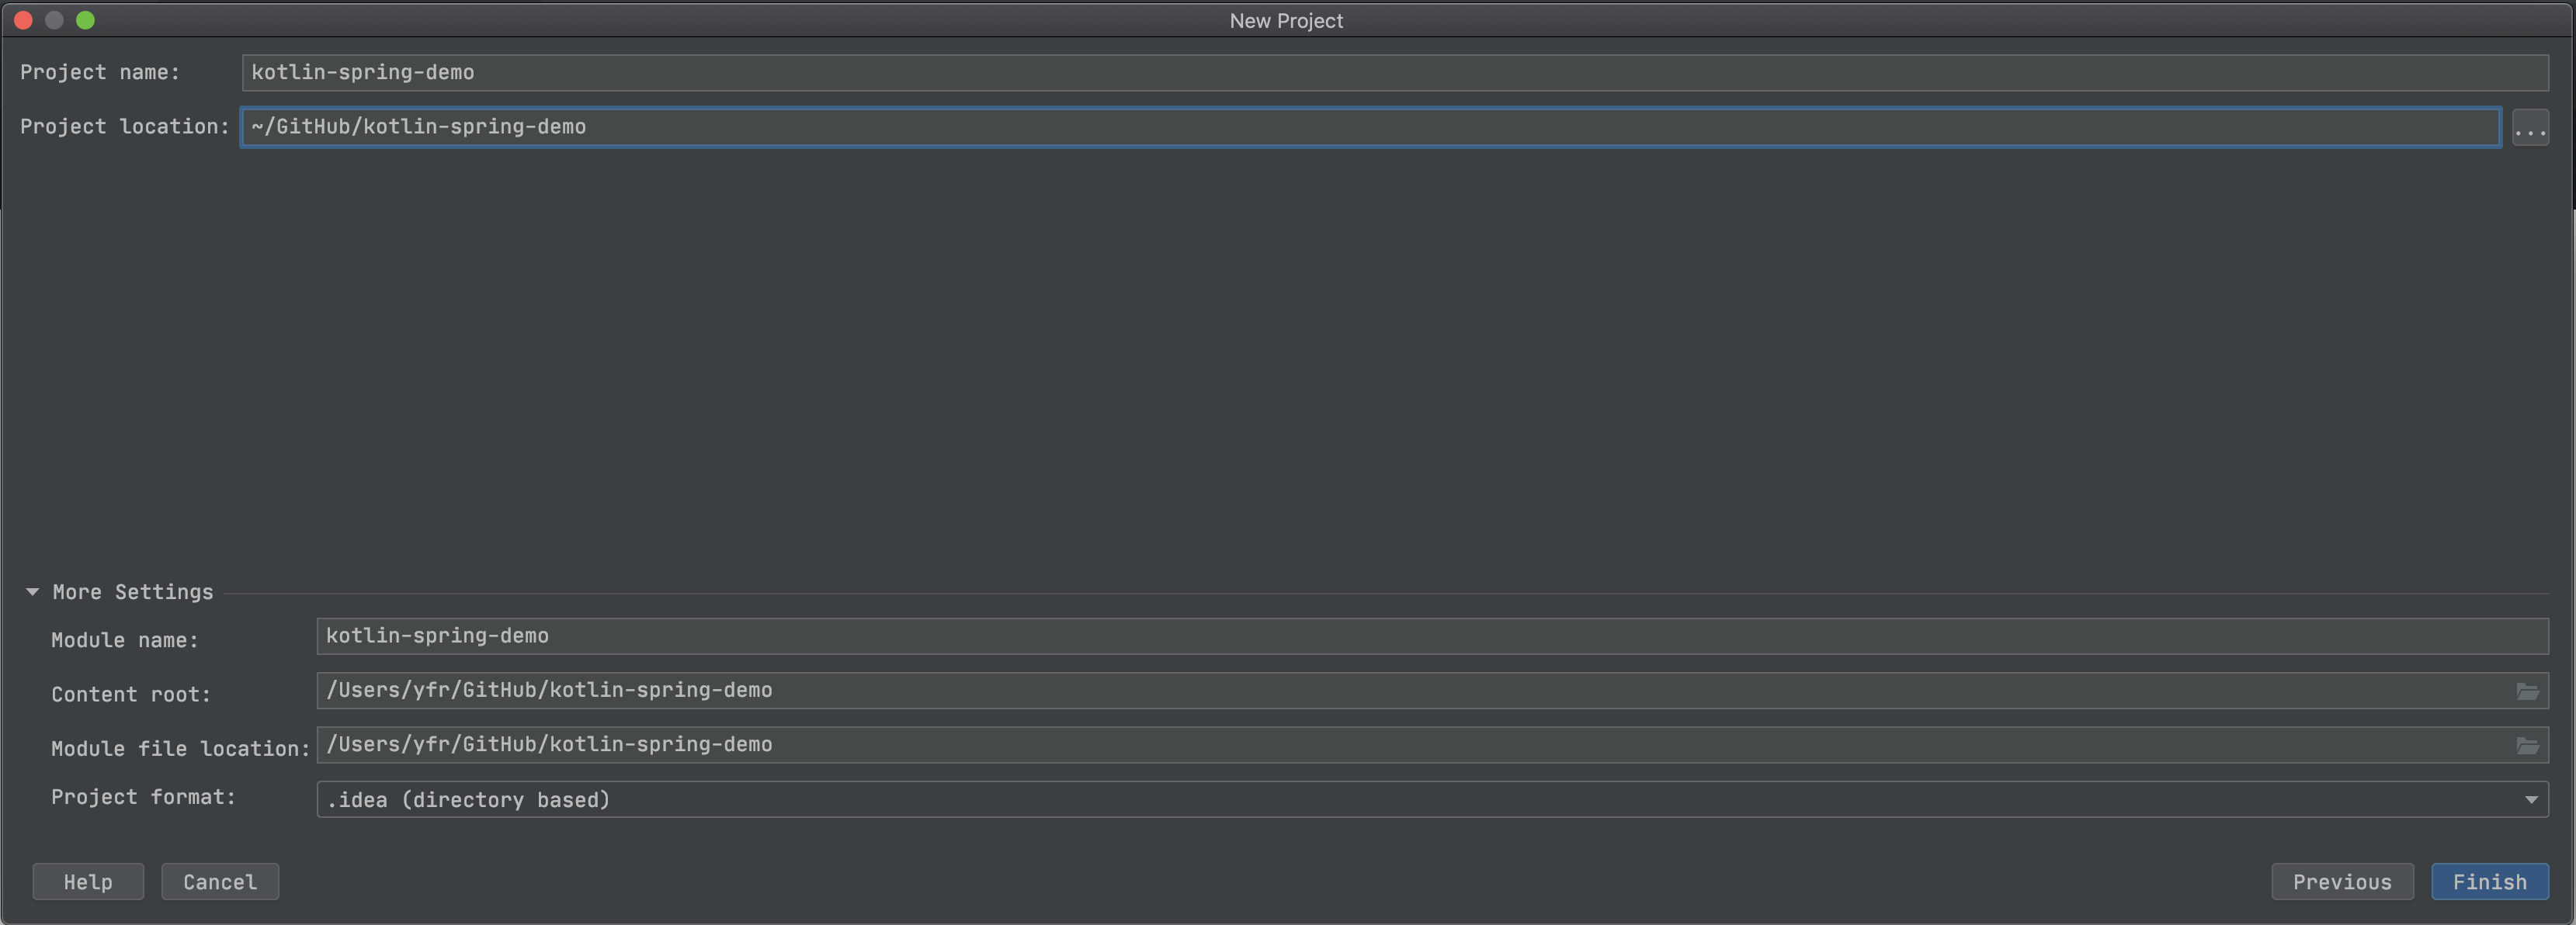 New Project
Project name: kotlin-spring-demo
Project location: ~/GitHub/kotlin-spring-demo ...
More Settings
Module name: kotlin-spring-demo
Content root: /Users/yfr/GitHub/kotlin-spring-demo
Module file location: /Users/yfr/GitHub/kotlin-spring-demo
Project format: .idea (directory based)
Help Cancel Previous Finish